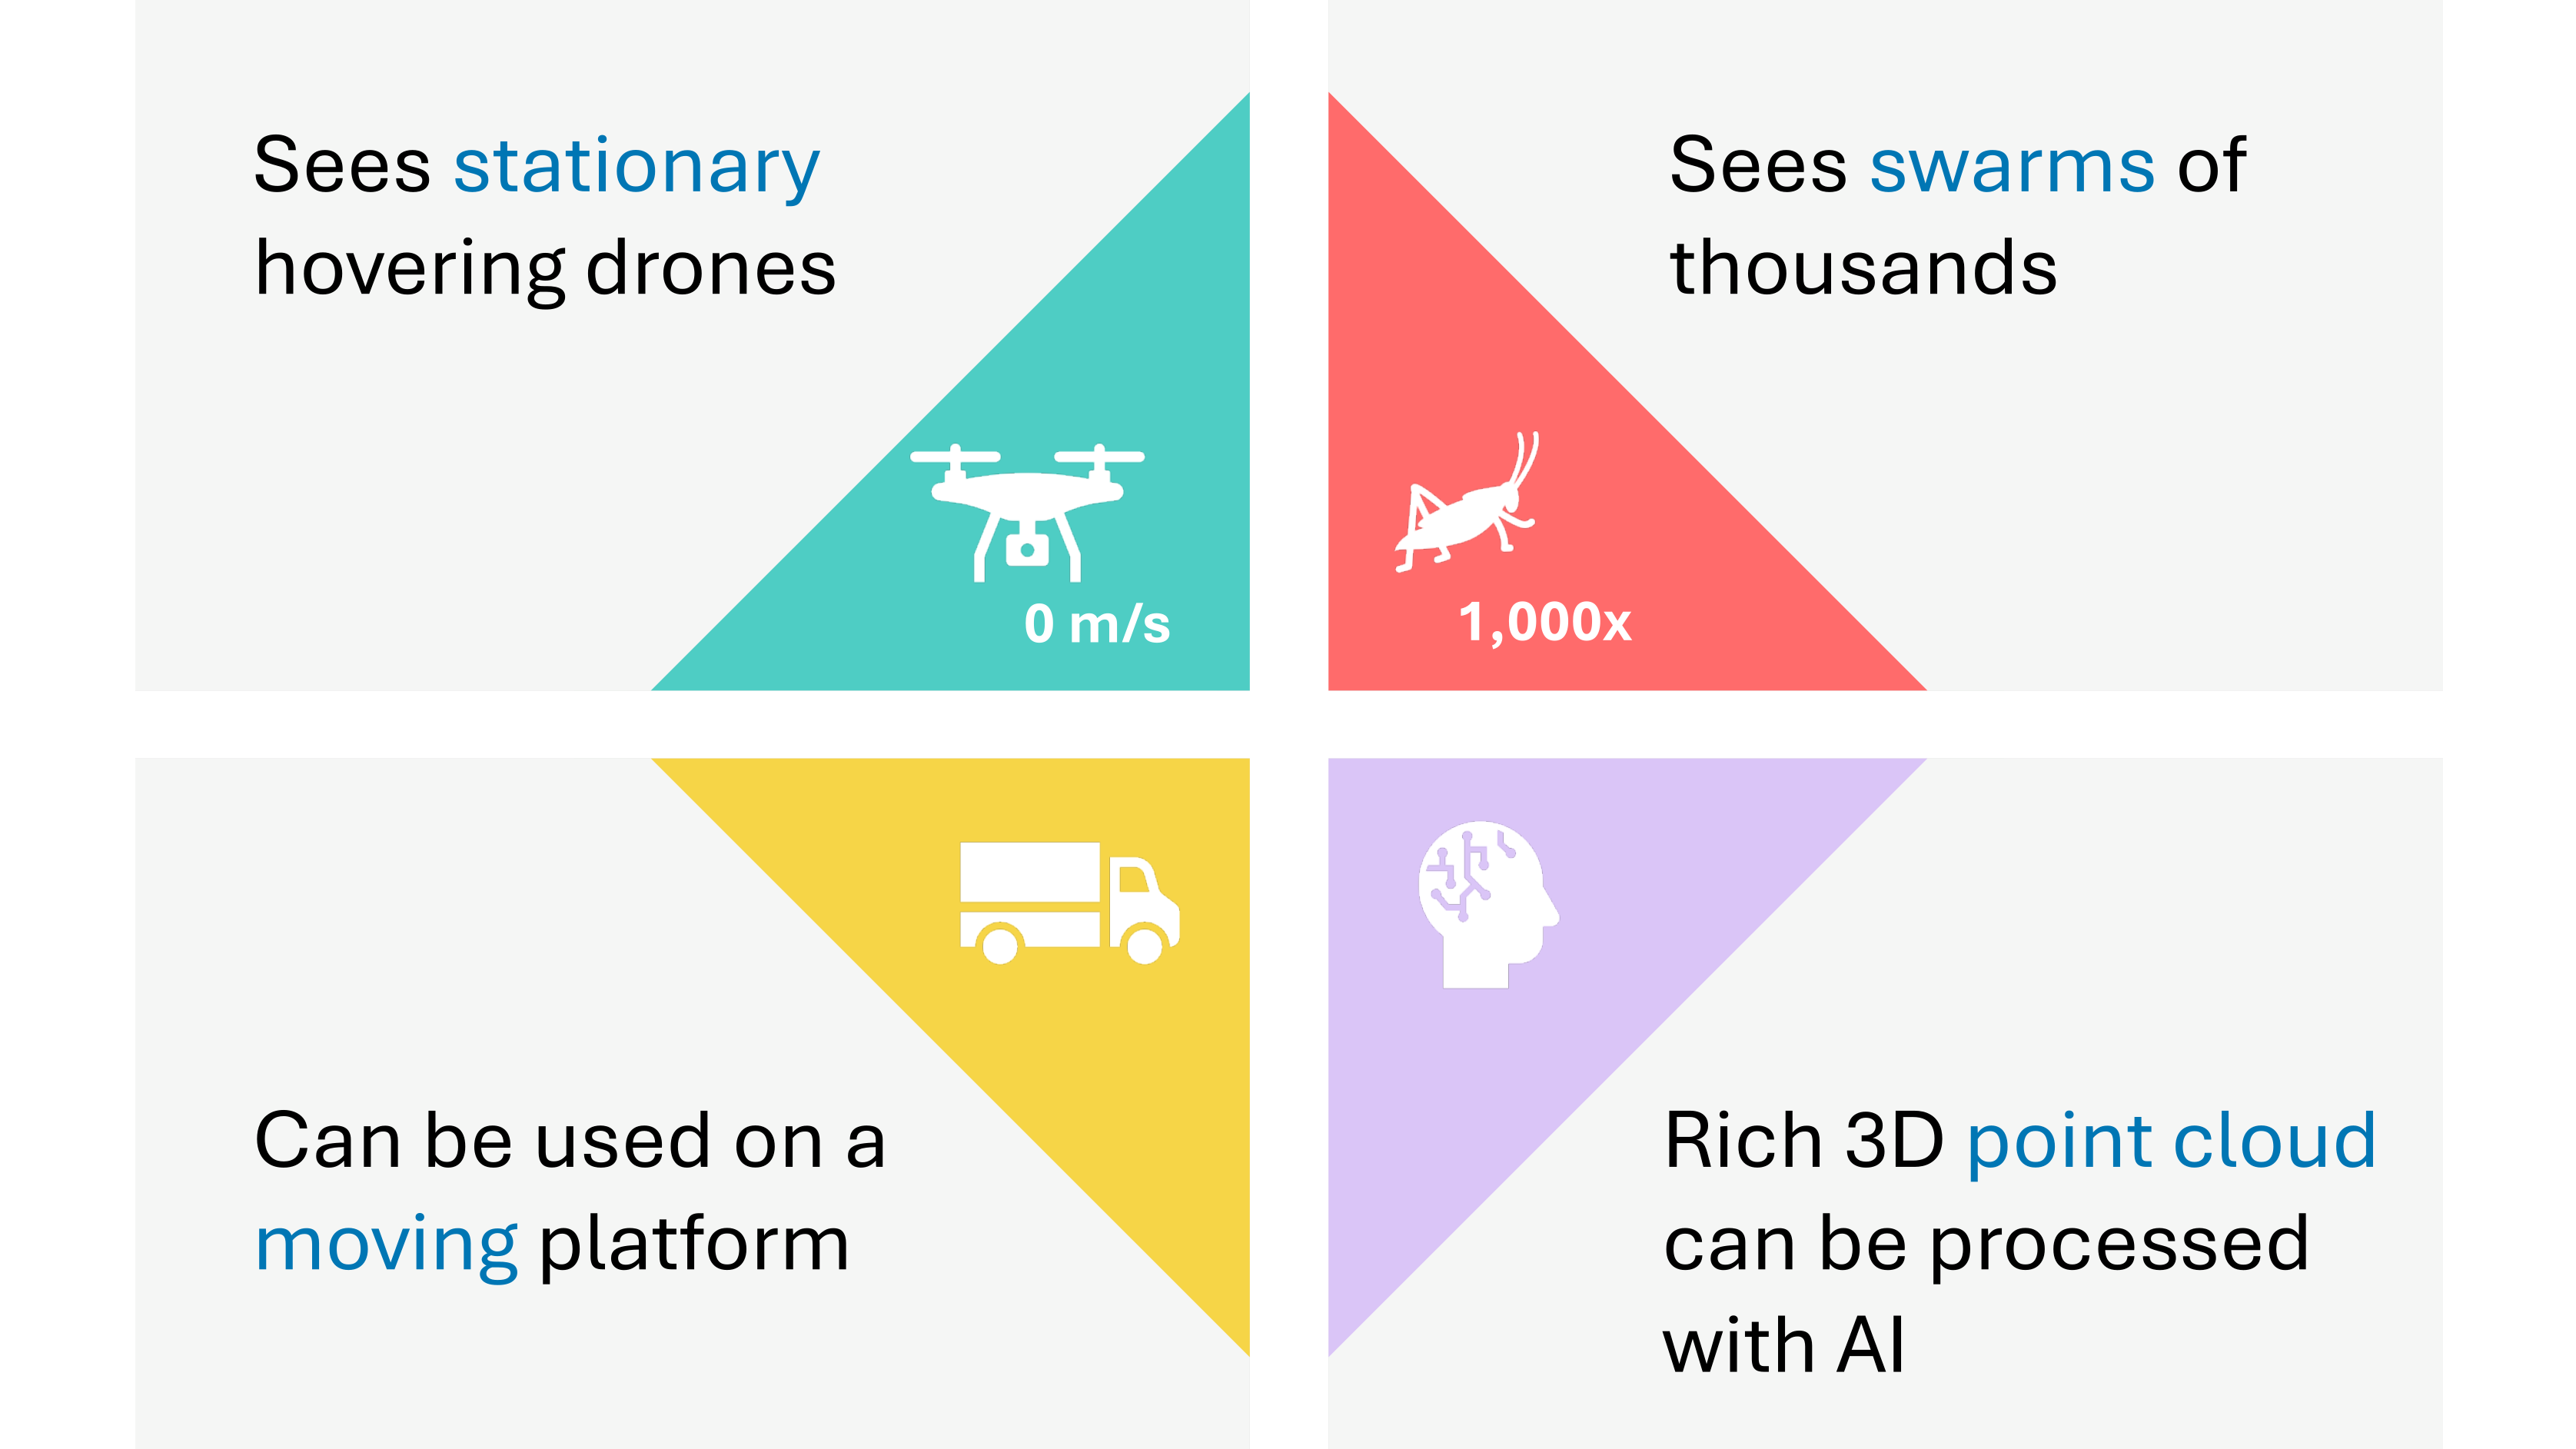 Sees stationary
hovering drones
0 m/s
Sees swarms of
thousands
1,000x
Can be used on a
moving platform
Rich 3D point cloud
can be processed
with AI